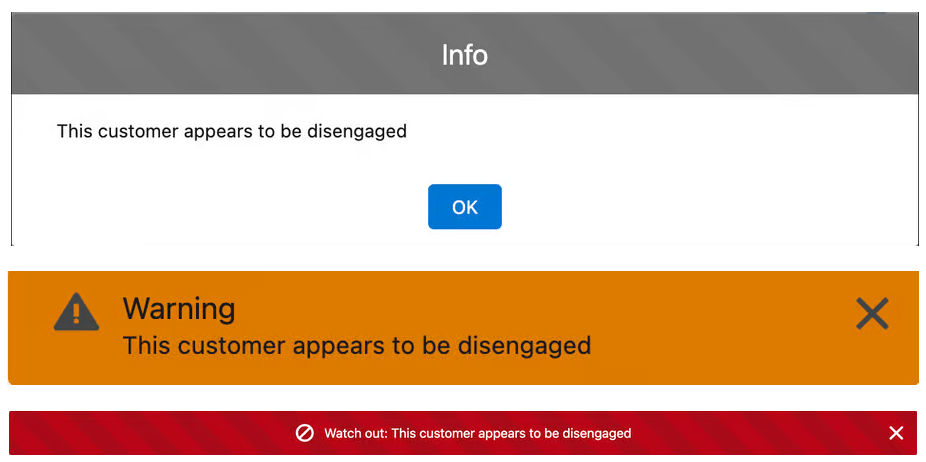 Info
This customer appears to be disengaged
OK
Warning
This customer appears to be disengaged
Watch out: This customer appears to be disengaged